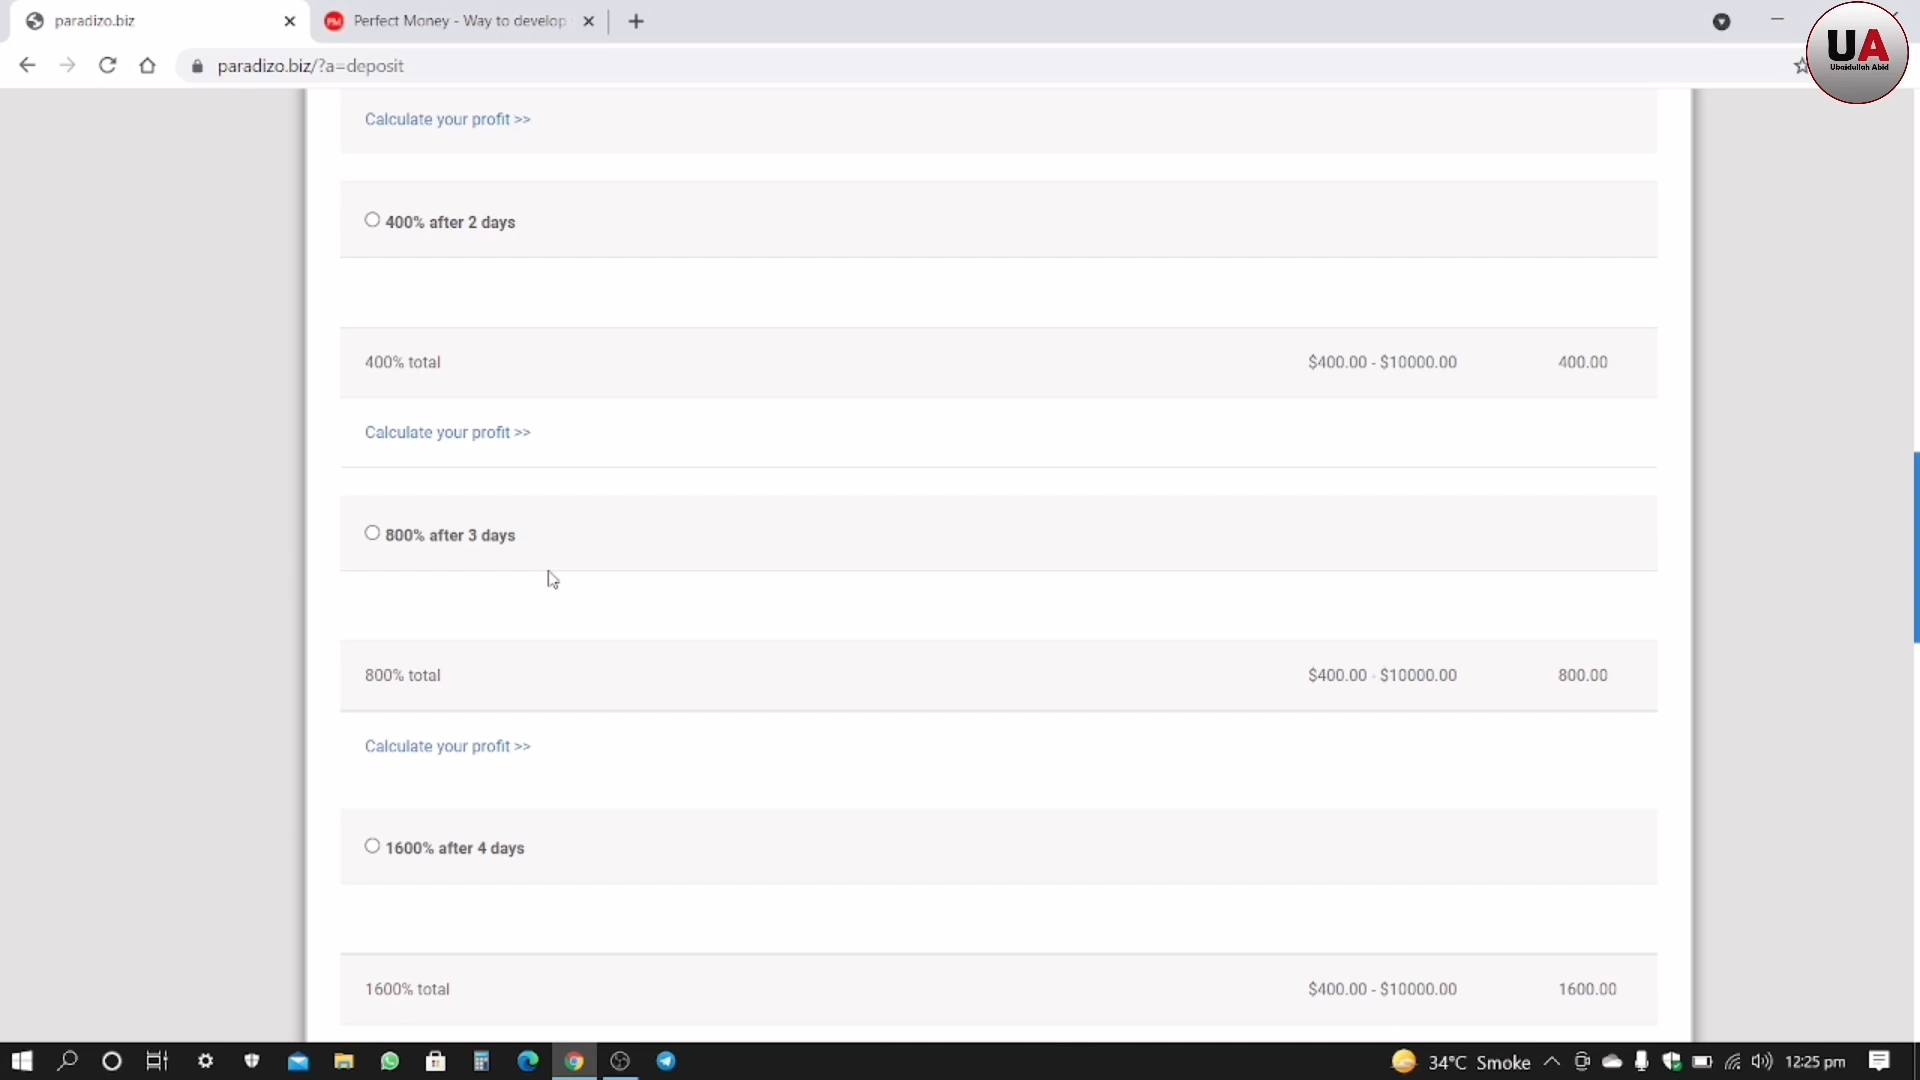 paradizo.biz
Perfect Money - Way to develop
paradizo.biz/?a=deposit
UA
Ubaidullah Abid
Calculate your profit >>
400% after 2 days
400% total $400.00 - $10000.00 400.00
Calculate your profit >>
800% after 3 days
800% total $400.00 - $10000.00 800.00
Calculate your profit >>
1600% after 4 days
1600% total $400.00 - $10000.00 1600.00
34°C Smoke 12:25 pm